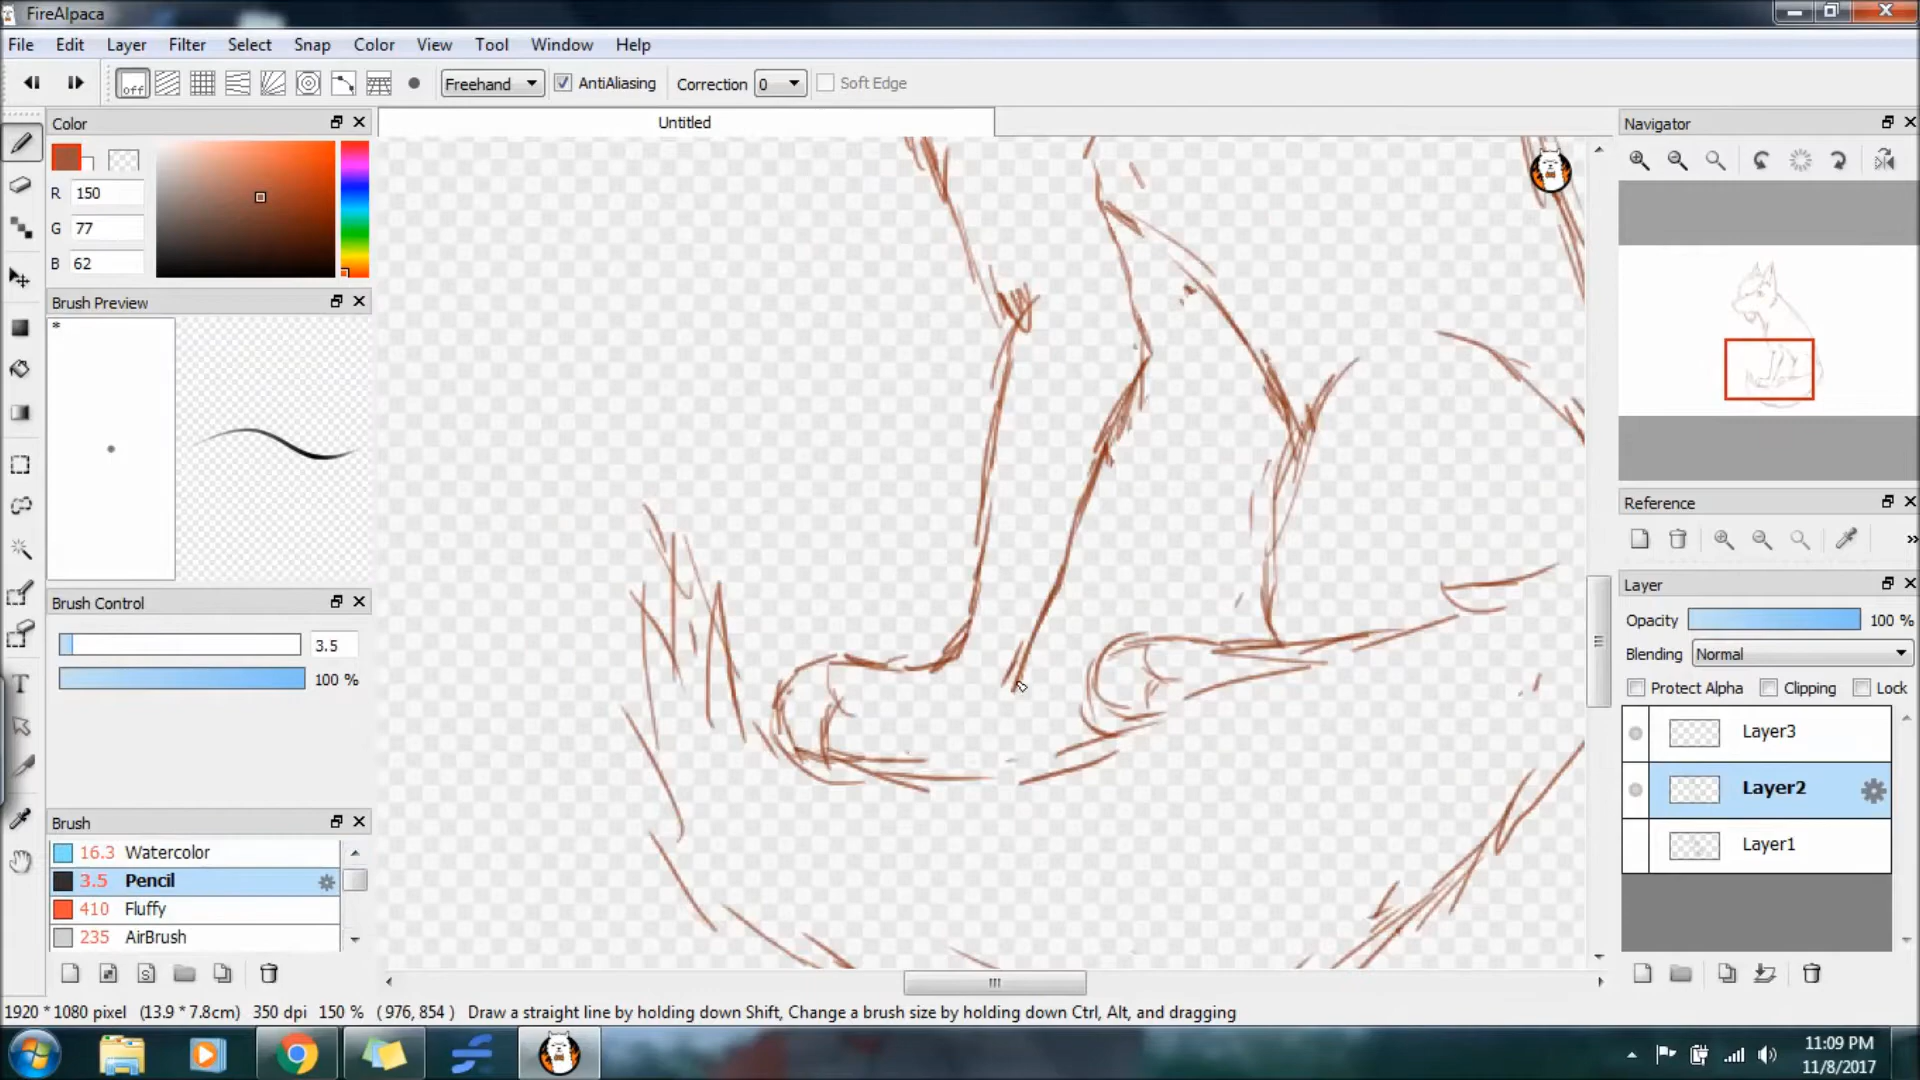 FireAlpaca
File Edit Layer Filter Select Snap Color View Tool Window Help
off Freehand AntiAliasing Correction 0 Soft Edge
Color
Untitled
Navigator
R 150
G 77
B 62
Brush Preview
*
Reference
»
Brush Control
3.5
100 %
Layer
Opacity 100 %
Blending Normal
Protect Alpha Clipping Lock
Layer3
Layer2
Layer1
Brush
16.3 Watercolor
3.5 Pencil
410 Fluffy
235 AirBrush
T
S
1920 * 1080 pixel (13.9 * 7.8cm) 350 dpi 150 % ( 976, 854 ) Draw a straight line by holding down Shift, Change a brush size by holding down Ctrl, Alt, and dragging
11:09 PM
11/8/2017